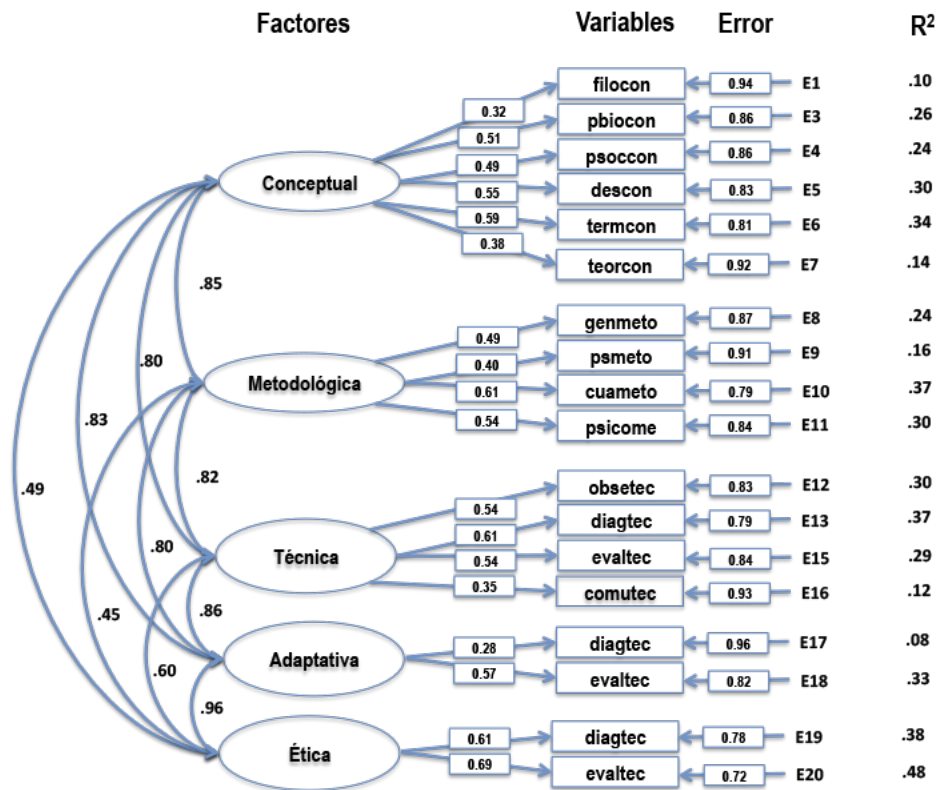 Factores Variables Error R²
filocon 0.94 E1 .10
0.32
pbiocon 0.86 E3 .26
0.51
psoccon 0.86 E4 .24
0.49
Conceptual
descon 0.83 E5 .30
0.55
termcon 0.81 E6 .34
0.59
0.38
teorcon 0.92 E7 .14
.85
genmeto 0.87 E8 .24
0.49
psmeto 0.91 E9 .16
.80
0.40
Metodológica
cuameto 0.79 E10 .37
0.61
.83
psicome 0.84 E11 .30
0.54
.82
.49
obsetec 0.83 E12 .30
0.54
diagtec 0.79 E13 .37
0.61
.80
Técnica
evaltec 0.84 E15 .29
0.54
0.35
comutec 0.93 E16 .12
.86
.45
diagtec 0.96 E17 .08
0.28
Adaptativa
.60
0.57
evaltec 0.82 E18 .33
.96
diagtec 0.78 E19 .38
0.61
Ética
0.69
evaltec 0.72 E20 .48